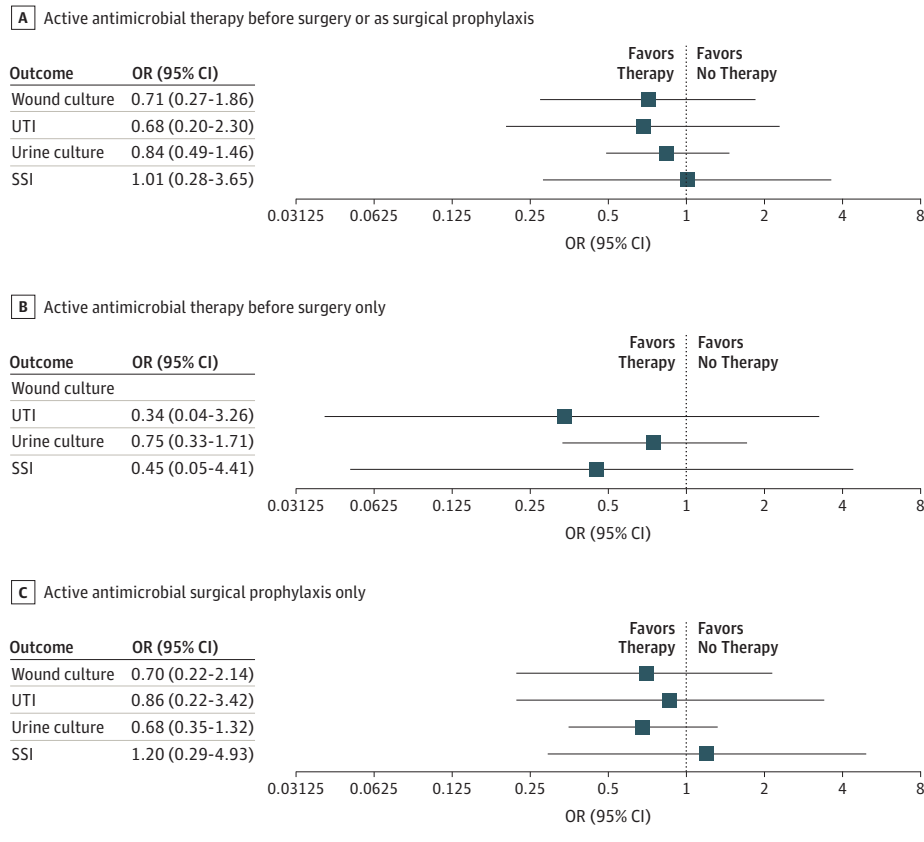 A Active antimicrobial therapy before surgery or as surgical prophylaxis
Favors Therapy
Favors No Therapy
Outcome OR (95% CI)
Wound culture 0.71 (0.27-1.86)
UTI 0.68 (0.20-2.30)
Urine culture 0.84 (0.49-1.46)
SSI 1.01 (0.28-3.65)
0.03125 0.0625 0.125 0.25 0.5 1 2 4 8
OR (95% CI)
B Active antimicrobial therapy before surgery only
Favors Therapy
Favors No Therapy
Outcome OR (95% CI)
Wound culture
UTI 0.34 (0.04-3.26)
Urine culture 0.75 (0.33-1.71)
SSI 0.45 (0.05-4.41)
0.03125 0.0625 0.125 0.25 0.5 1 2 4 8
OR (95% CI)
C Active antimicrobial surgical prophylaxis only
Favors Therapy
Favors No Therapy
Outcome OR (95% CI)
Wound culture 0.70 (0.22-2.14)
UTI 0.86 (0.22-3.42)
Urine culture 0.68 (0.35-1.32)
SSI 1.20 (0.29-4.93)
0.03125 0.0625 0.125 0.25 0.5 1 2 4 8
OR (95% CI)